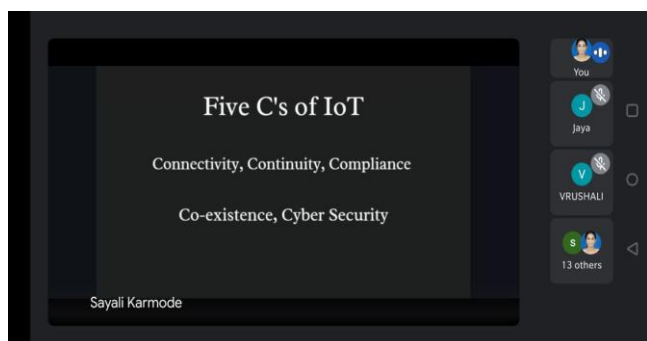 Five C's of IoT
Connectivity, Continuity, Compliance
Co-existence, Cyber Security
Sayali Karmode
You
J
Jaya
V
VRUSHALI
S
13 others